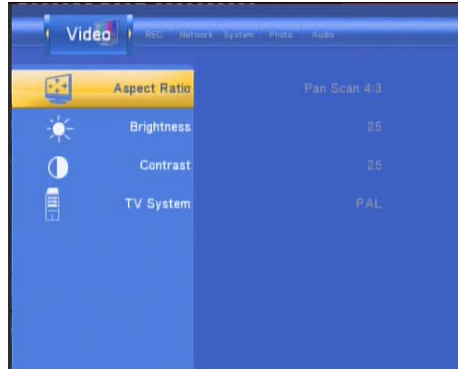 Video REC Network System Photo Audio
Aspect Ratio Pan Scan 4:3
Brightness 25
Contrast 25
TV System PAL